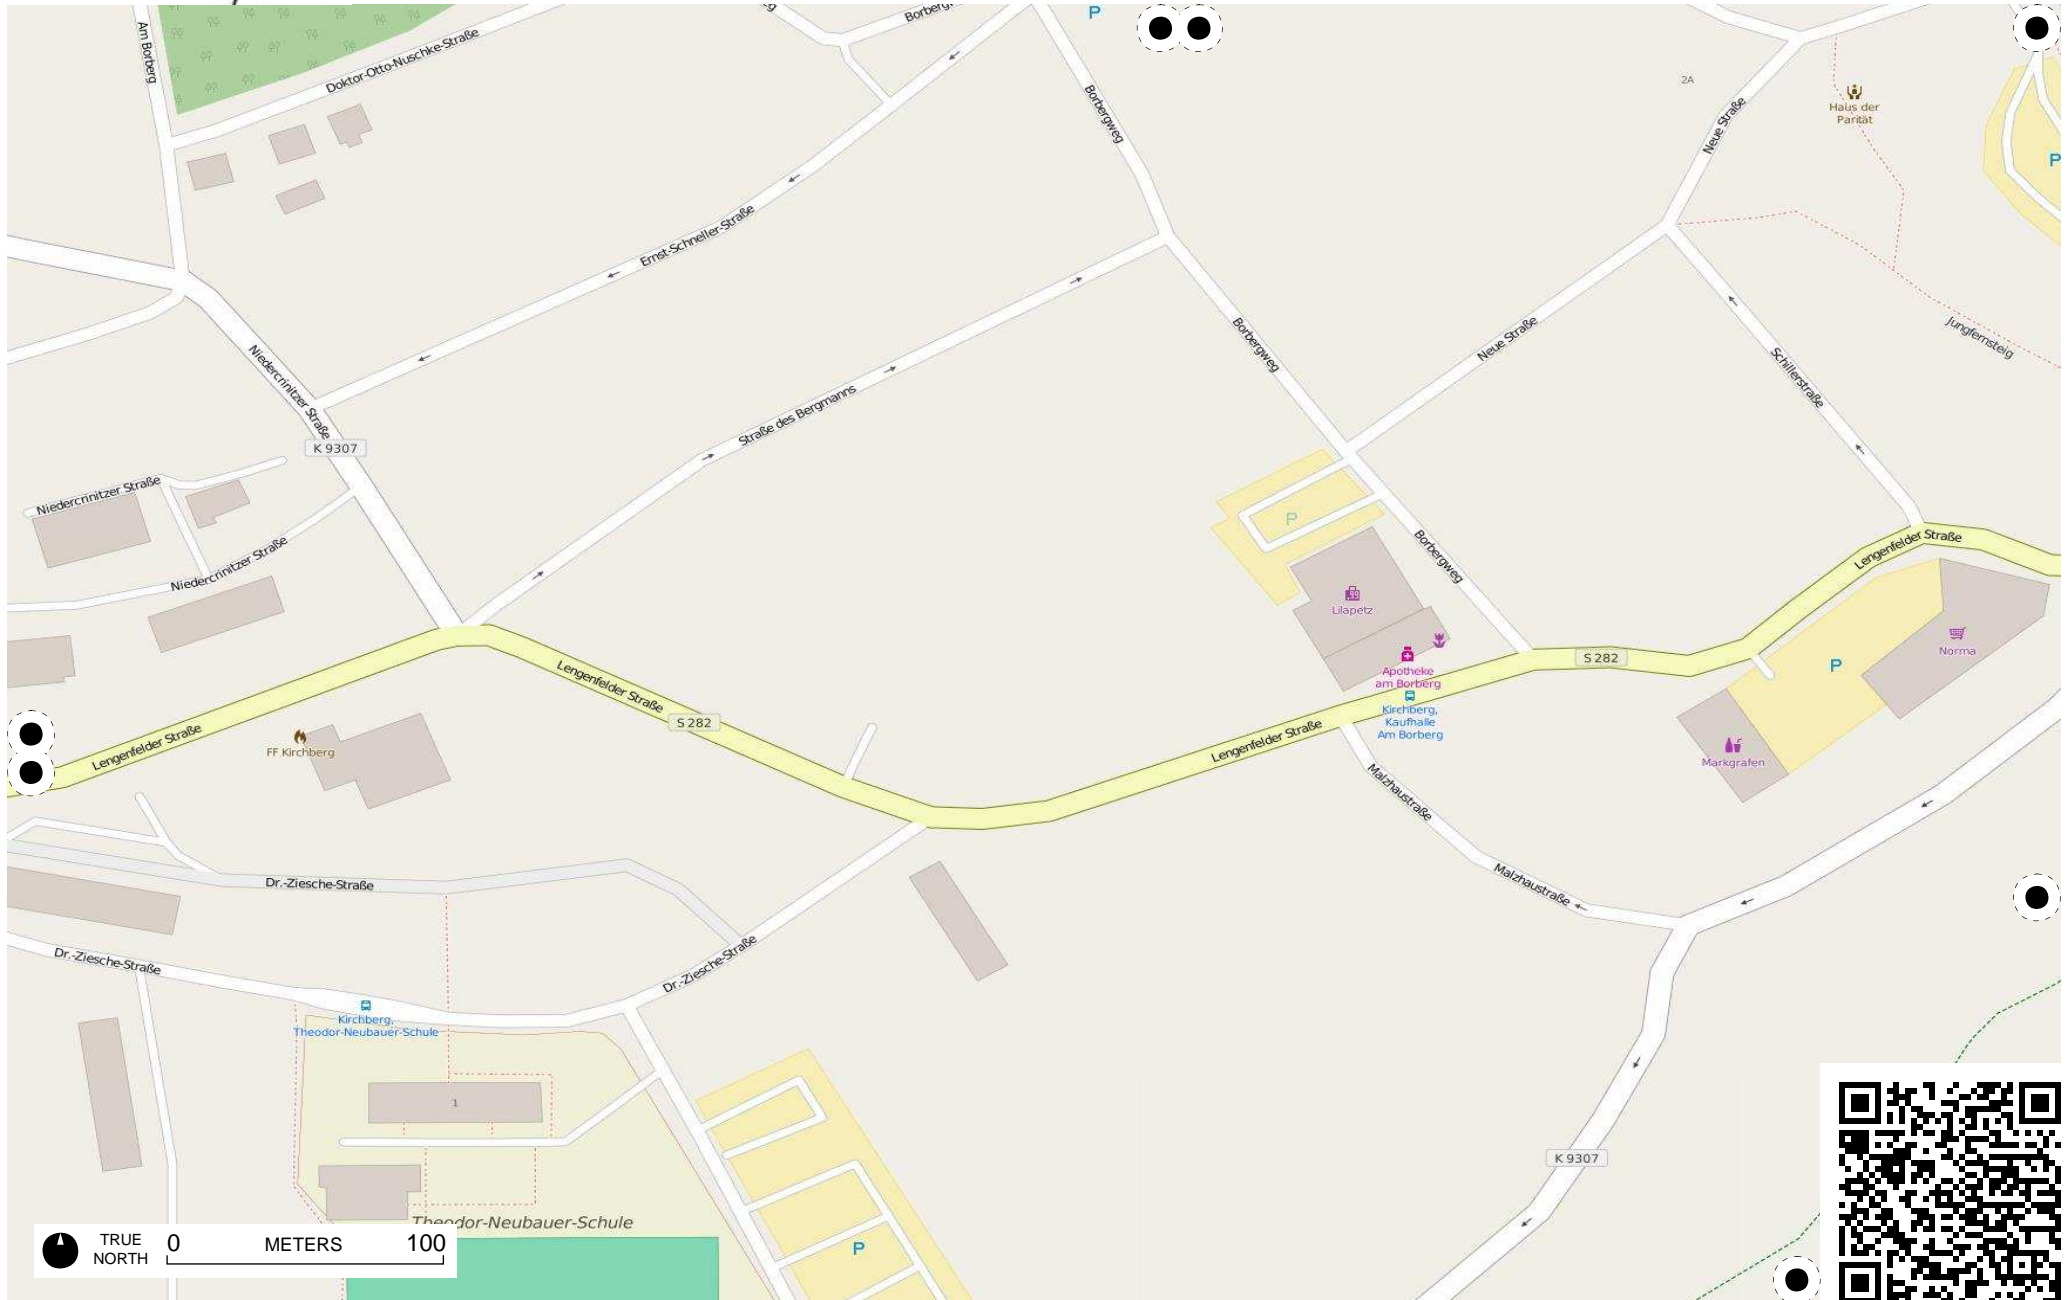 P
Borbergw
Am Borberg
Doktor-Otto-Nuschke-Straße
2A
Borbergweg
Neue Straße
Haus der
Parität
P
Ernst-Schneller-Straße
Niedercrinitzer Straße
Borbergweg
Neue Straße
Jungfernsteig
Schillerstraße
Straße des Bergmanns
K 9307
Niedercrinitzer Straße
P
Niedercrinitzer Straße
Borbergweg
Lengenfelder Straße
Lilapetz
Norma
S 282
P
Lengenfelder Straße
Apotheke
am Borberg
Kirchberg,
Kaufhalle
Am Borberg
S 282
Lengenfelder Straße
FF Kirchberg
Lengenfelder Straße
Markgrafen
Malzhaustraße
Malzhaustraße
Dr.-Ziesche-Straße
Dr.-Ziesche-Straße
Dr.-Ziesche-Straße
Kirchberg,
Theodor-Neubauer-Schule
1
K 9307
Theodor-Neubauer-Schule
P
TRUE
NORTH
0 METERS 100